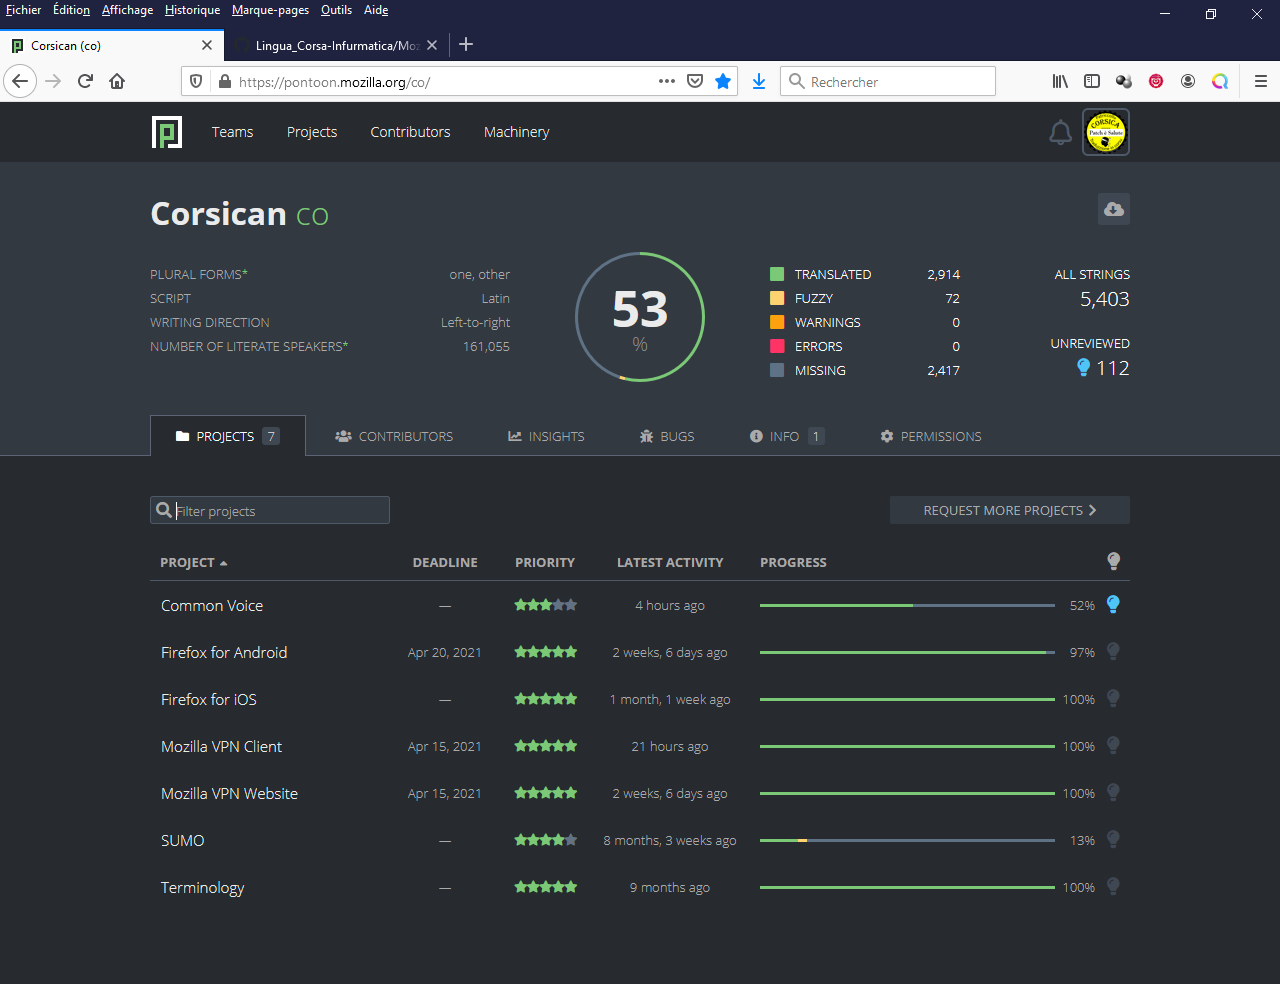 Fichier Édition Affichage Historique Marque-pages Outils Aide
Corsican (co)
Lingua_Corsa-Infurmatica/Moz
https://pontoon.mozilla.org/co/
Rechercher
Teams Projects Contributors Machinery
CORSICA
Corsican CO
PLURAL FORMS* one, other
SCRIPT Latin
WRITING DIRECTION Left-to-right
NUMBER OF LITERATE SPEAKERS* 161,055
53
%
TRANSLATED 2,914
FUZZY 72
WARNINGS 0
ERRORS 0
MISSING 2,417
ALL STRINGS
5,403
UNREVIEWED
112
PROJECTS 7 CONTRIBUTORS INSIGHTS BUGS INFO 1 PERMISSIONS
Filter projects
REQUEST MORE PROJECTS
PROJECT DEADLINE PRIORITY LATEST ACTIVITY PROGRESS
Common Voice — 4 hours ago 52%
Firefox for Android Apr 20, 2021 2 weeks, 6 days ago 97%
Firefox for iOS — 1 month, 1 week ago 100%
Mozilla VPN Client Apr 15, 2021 21 hours ago 100%
Mozilla VPN Website Apr 15, 2021 2 weeks, 6 days ago 100%
SUMO — 8 months, 3 weeks ago 13%
Terminology — 9 months ago 100%